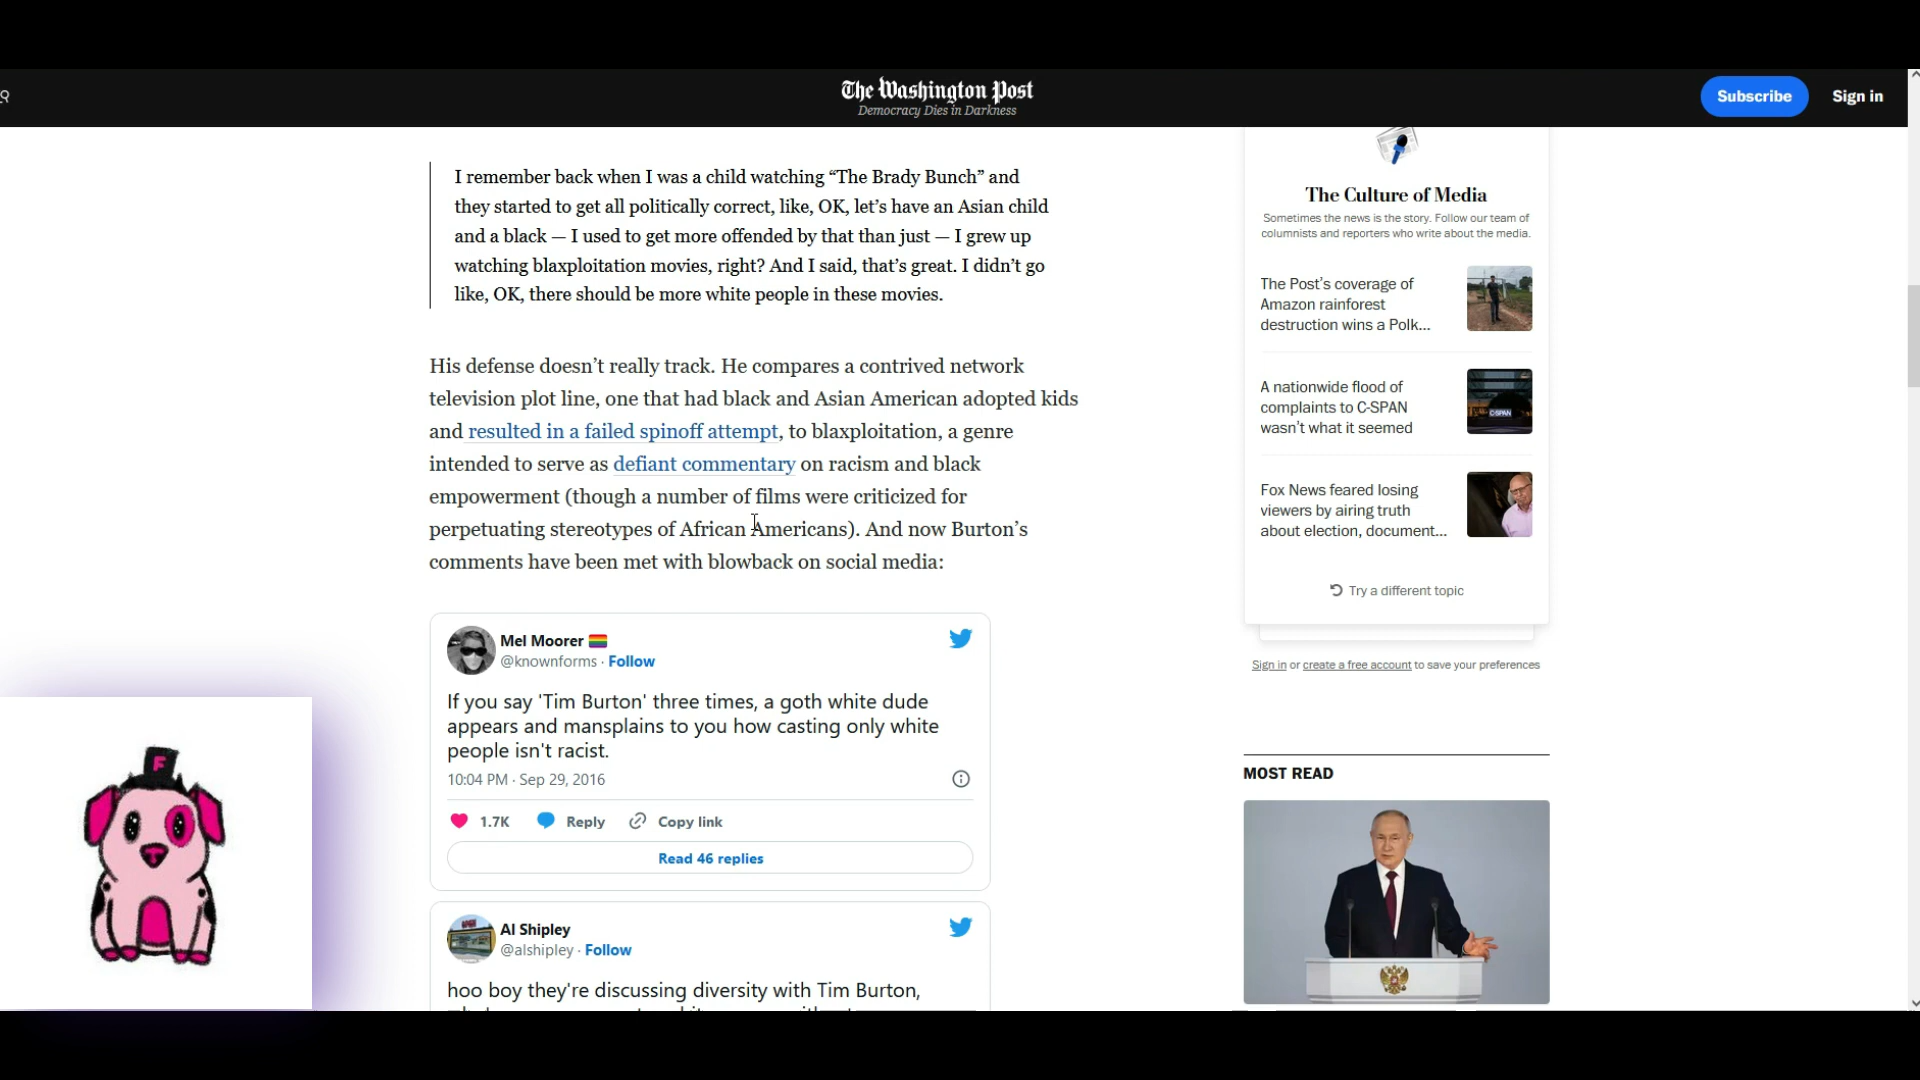 The Washington Post
Democracy Dies in Darkness
Subscribe
Sign in
I remember back when I was a child watching “The Brady Bunch” and
they started to get all politically correct, like, OK, let’s have an Asian child
and a black — I used to get more offended by that than just — I grew up
watching blaxploitation movies, right? And I said, that’s great. I didn’t go
like, OK, there should be more white people in these movies.
His defense doesn’t really track. He compares a contrived network
television plot line, one that had black and Asian American adopted kids
and resulted in a failed spinoff attempt, to blaxploitation, a genre
intended to serve as defiant commentary on racism and black
empowerment (though a number of films were criticized for
perpetuating stereotypes of African Americans). And now Burton’s
comments have been met with blowback on social media:
Mel Moorer
@knownforms · Follow
If you say 'Tim Burton' three times, a goth white dude
appears and mansplains to you how casting only white
people isn't racist.
10:04 PM · Sep 29, 2016
1.7K
Reply
Copy link
Read 46 replies
Al Shipley
@alshipley · Follow
hoo boy they're discussing diversity with Tim Burton,
The Culture of Media
Sometimes the news is the story. Follow our team of
columnists and reporters who write about the media.
The Post’s coverage of
Amazon rainforest
destruction wins a Polk...
A nationwide flood of
complaints to C-SPAN
wasn’t what it seemed
C-SPAN
Fox News feared losing
viewers by airing truth
about election, document...
Try a different topic
Sign in or create a free account to save your preferences
MOST READ
F